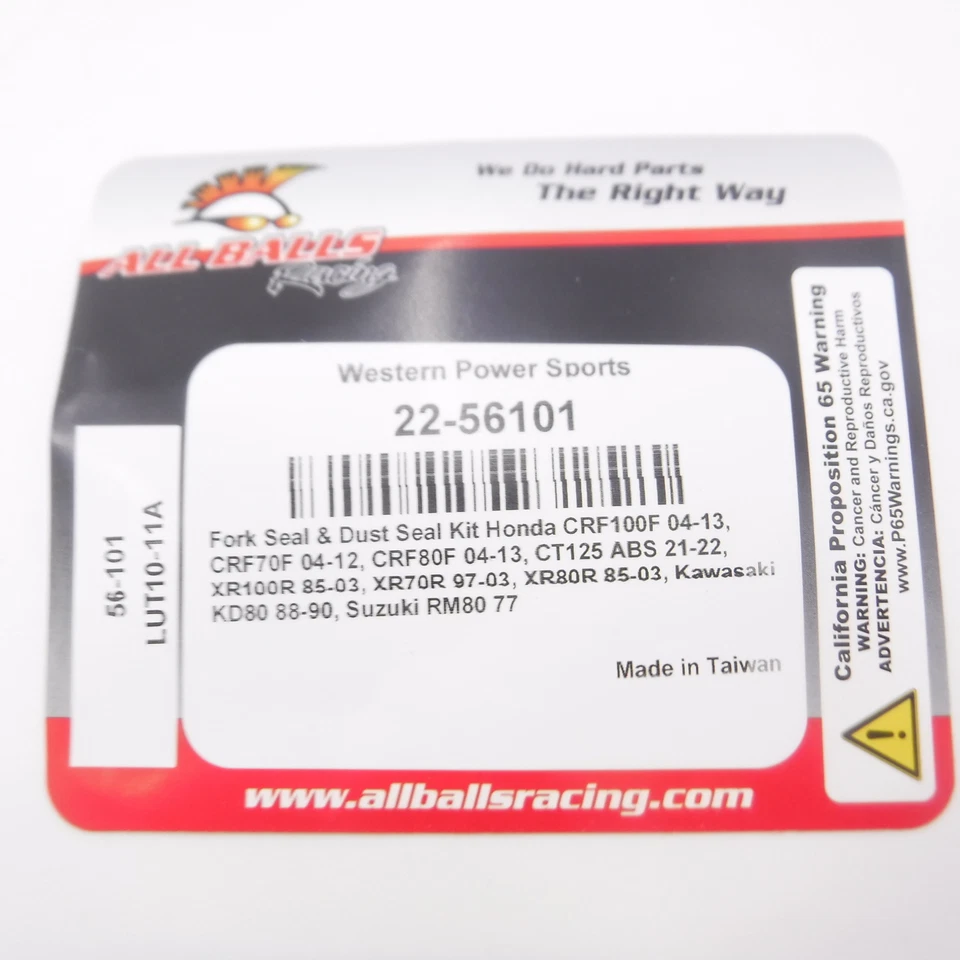 We Do Hard Parts
The Right Way
ALL BALLS
Racing
Western Power Sports
22-56101
Fork Seal & Dust Seal Kit Honda CRF100F 04-13,
CRF70F 04-12, CRF80F 04-13, CT125 ABS 21-22,
XR100R 85-03, XR70R 97-03, XR80R 85-03, Kawasaki
KD80 88-90, Suzuki RM80 77
Made in Taiwan
56-101
LUT10-11A
California Proposition 65 Warning
WARNING: Cancer and Reproductive Harm
ADVERTENCIA: Cáncer y Daños Reproductivos
www.P65Warnings.ca.gov
www.allballsracing.com